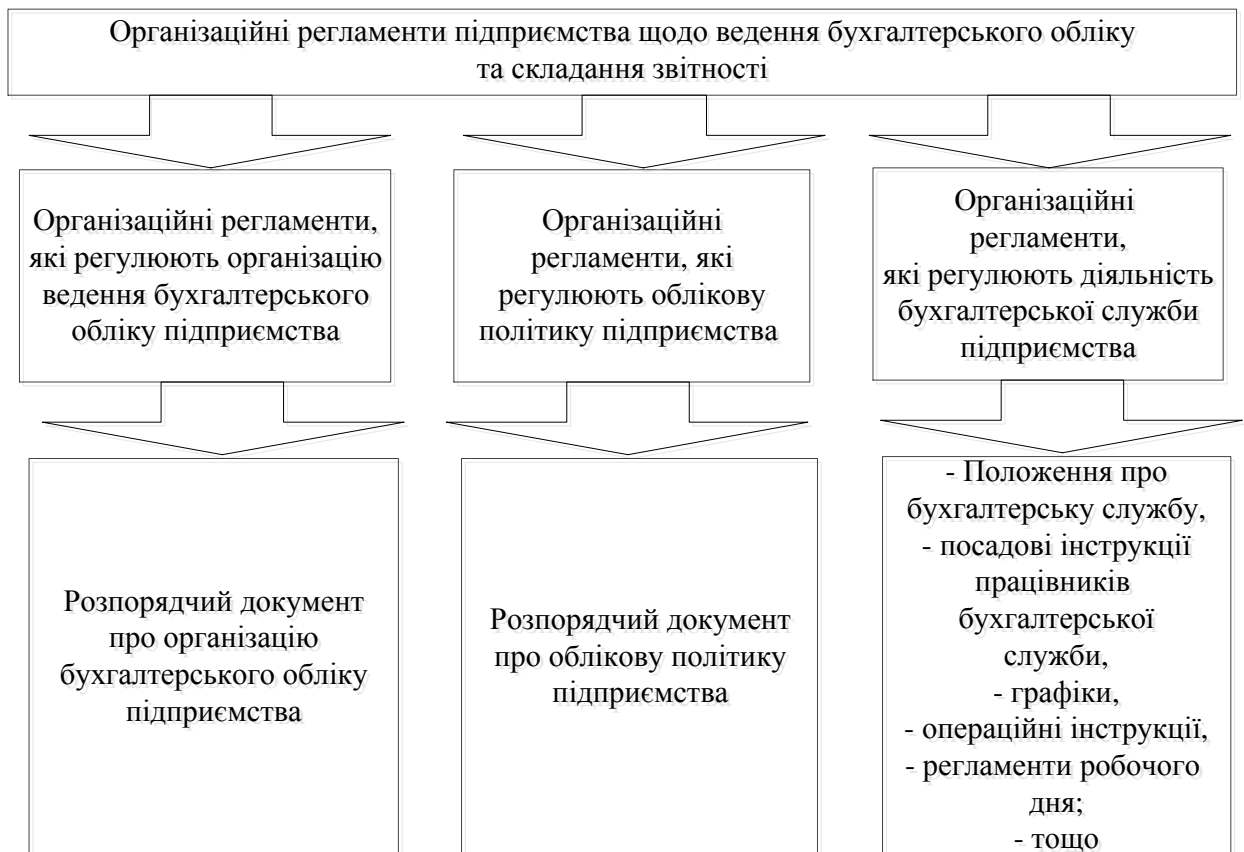 Організаційні регламенти підприємства щодо ведення бухгалтерського обліку
та складання звітності
Організаційні регламенти,
які регулюють організацію
ведення бухгалтерського
обліку підприємства
Організаційні
регламенти, які
регулюють облікову
політику підприємства
Організаційні
регламенти,
які регулюють діяльність
бухгалтерської служби
підприємства
Розпорядчий документ
про організацію
бухгалтерського обліку
підприємства
Розпорядчий документ
про облікову політику
підприємства
- Положення про
бухгалтерську службу,
- посадові інструкції
працівників
бухгалтерської
служби,
- графіки,
- операційні інструкції,
- регламенти робочого
дня;
- тощо